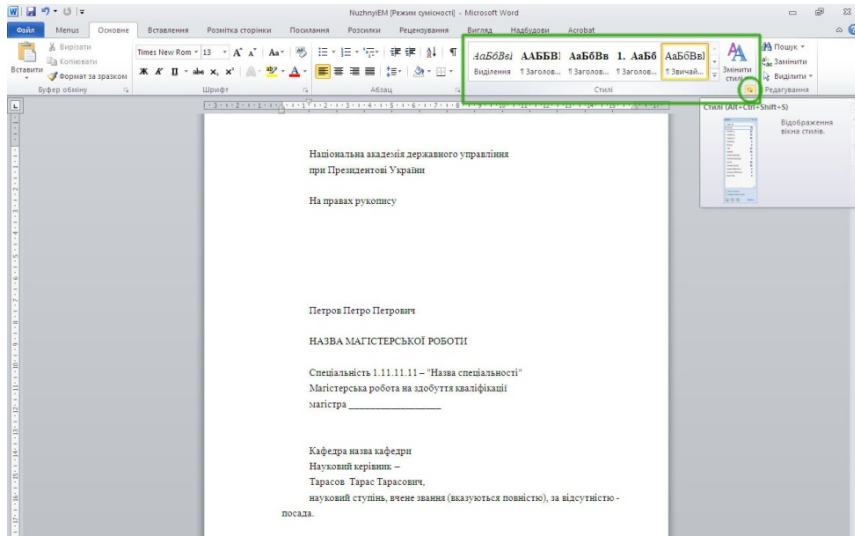 NuzhnyiEM [Режим сумісності] - Microsoft Word
Файл Menus Основне Вставлення Розмітка сторінки Посилання Розсилки Рецензування Вигляд Надбудови Acrobat
Вставити
Вирізати
Копіювати
Формат за зразком
Буфер обміну
Times New Rom 13
Шрифт
Абзац
АаБбВвІ ААББВІ АаБбВв 1. АаБб АаБбВвІ
Виділення ¶ Заголов... ¶ Заголов... ¶ Заголов... ¶ Звичай...
Змінити стилі
Стилі
Пошук
Замінити
Виділити
Редагування
Стилі (Alt+Ctrl+Shift+S)
Відображення
вікна стилів.
Національна академія державного управління
при Президентові України
На правах рукопису
Петров Петро Петрович
НАЗВА МАГІСТЕРСЬКОЇ РОБОТИ
Спеціальність 1.11.11.11 – "Назва спеціальності"
Магістерська робота на здобуття кваліфікації
магістра ___________________
Кафедра назва кафедри
Науковий керівник –
Тарасов Тарас Тарасович,
науковий ступінь, вчене звання (вказуються повністю), за відсутністю -
посада.